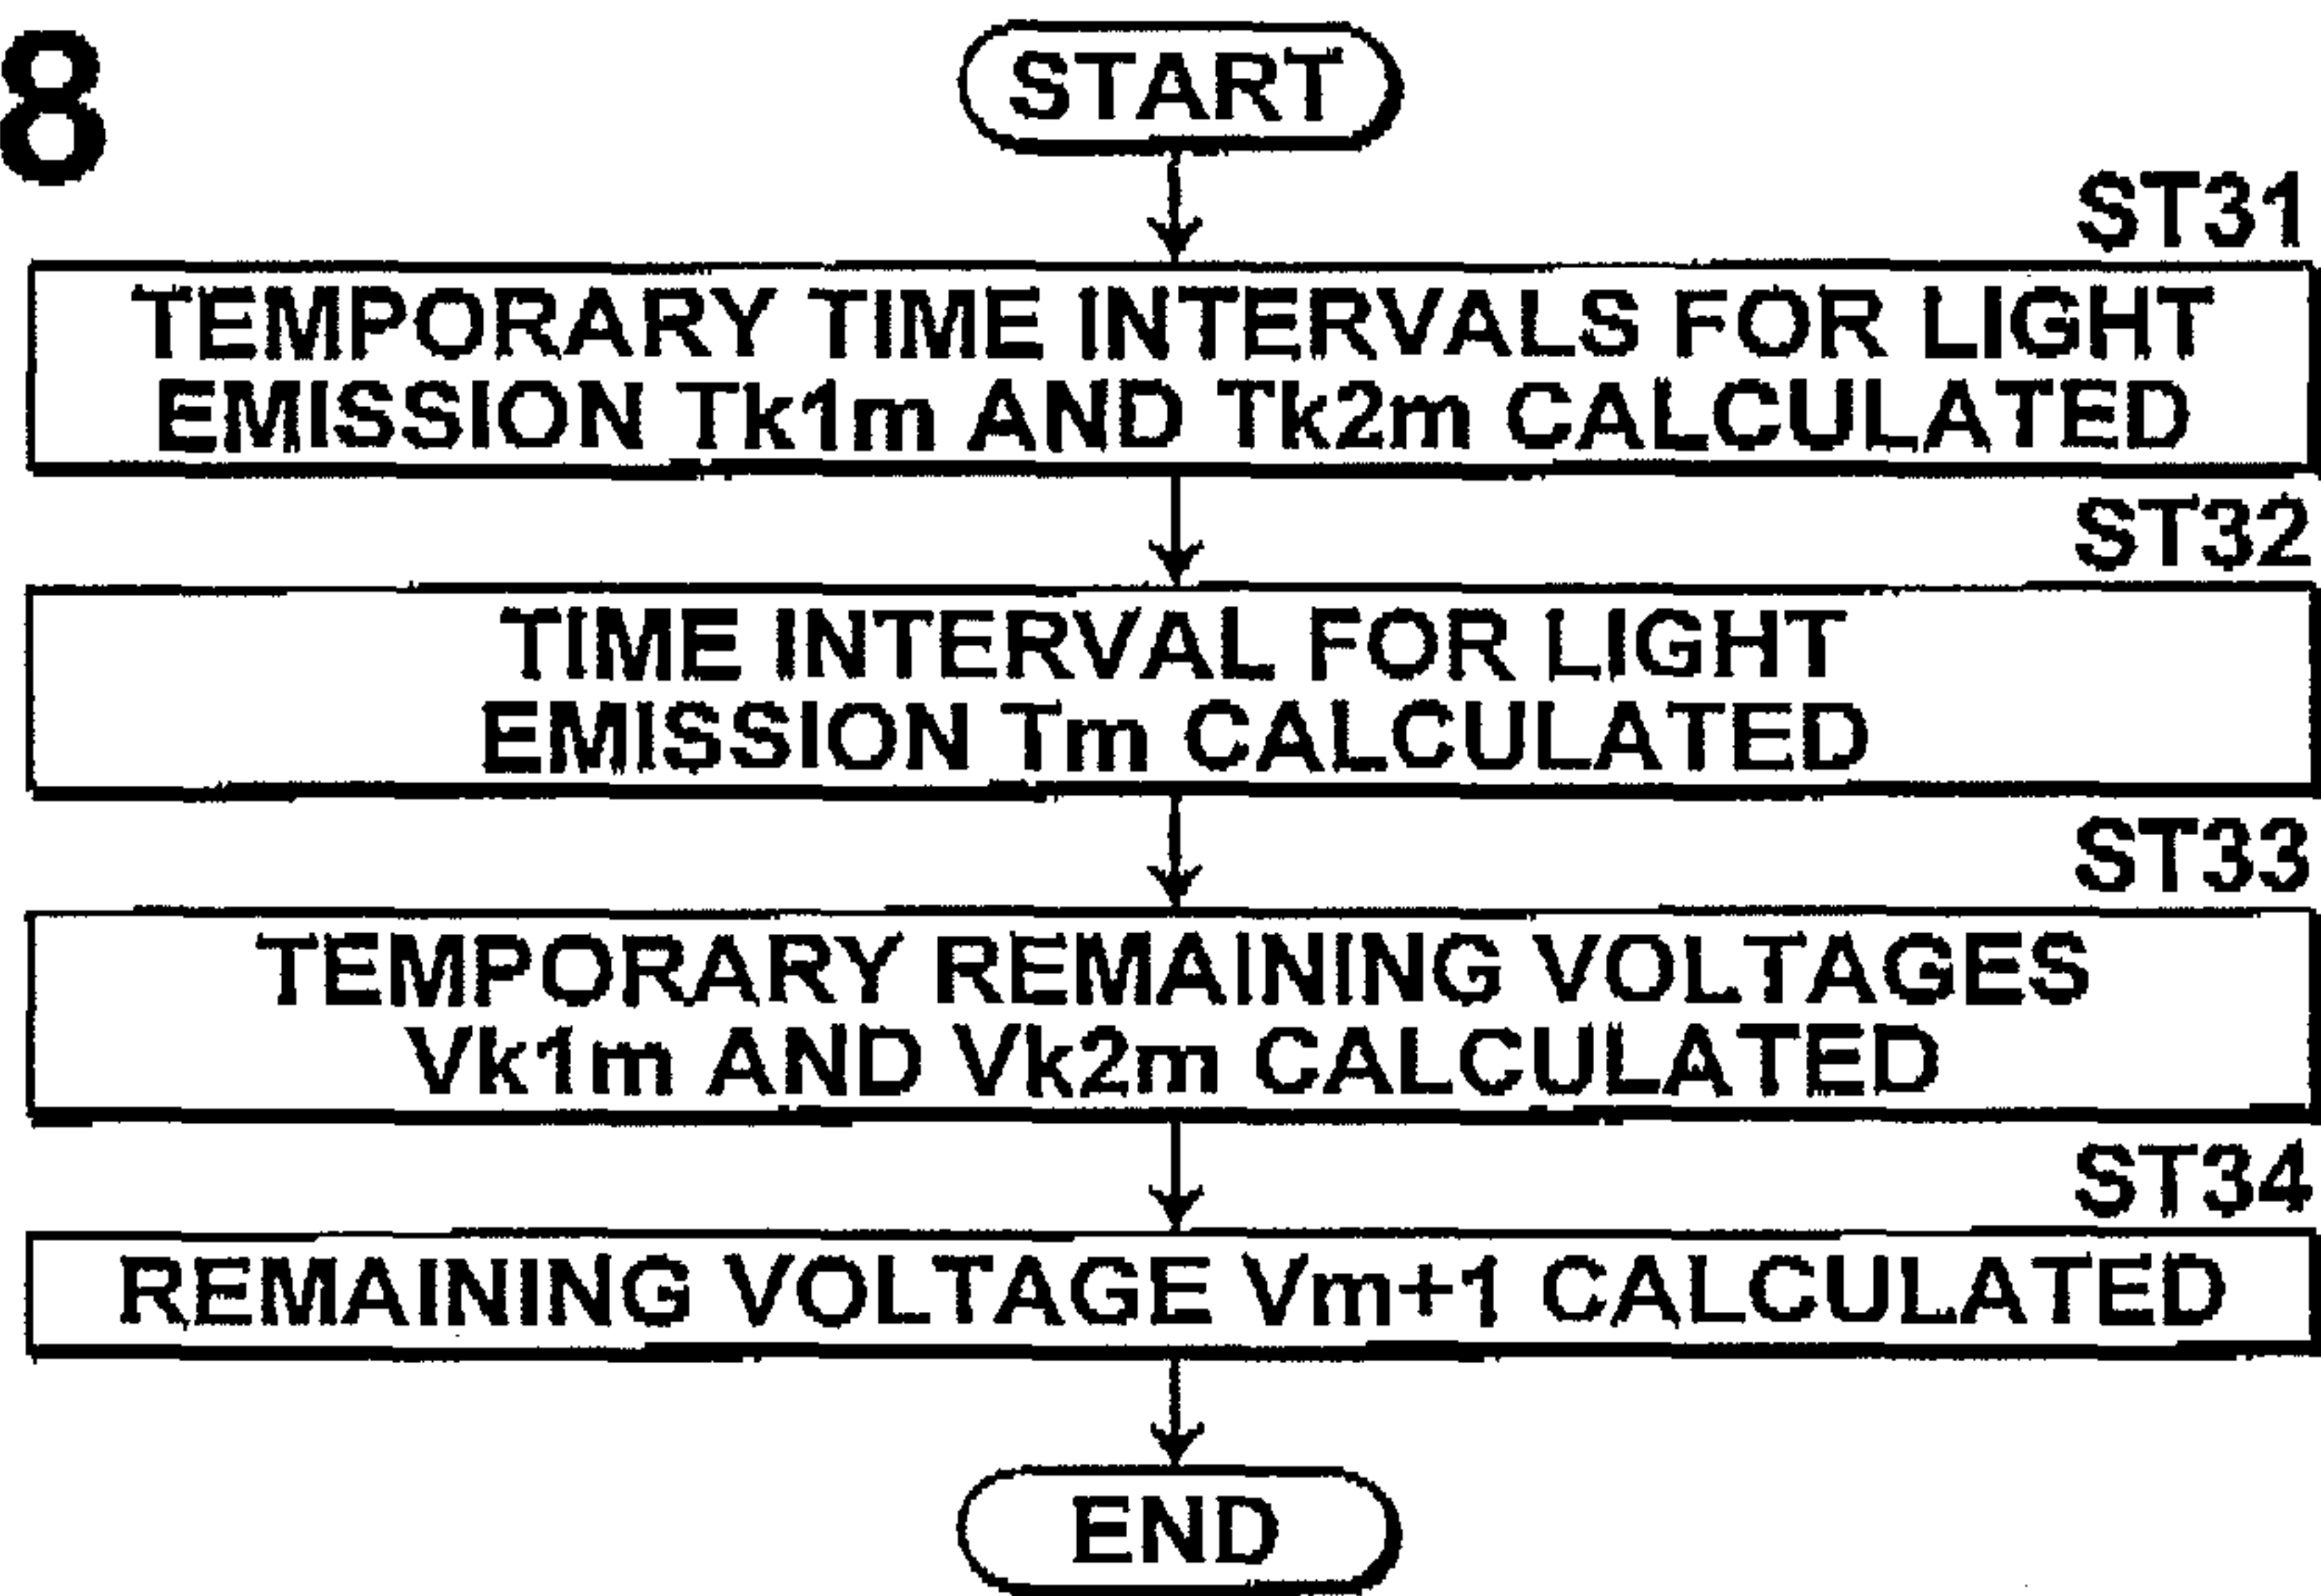 8
START
ST31
TEMPORARY TIME INTERVALS FOR LIGHT
EMISSION Tk1m AND Tk2m CALCULATED
ST32
TIME INTERVAL FOR LIGHT
EMISSION Tm CALCULATED
ST33
TEMPORARY REMAINING VOLTAGES
Vk1m AND Vk2m CALCULATED
ST34
REMAINING VOLTAGE Vm+1 CALCULATED
END